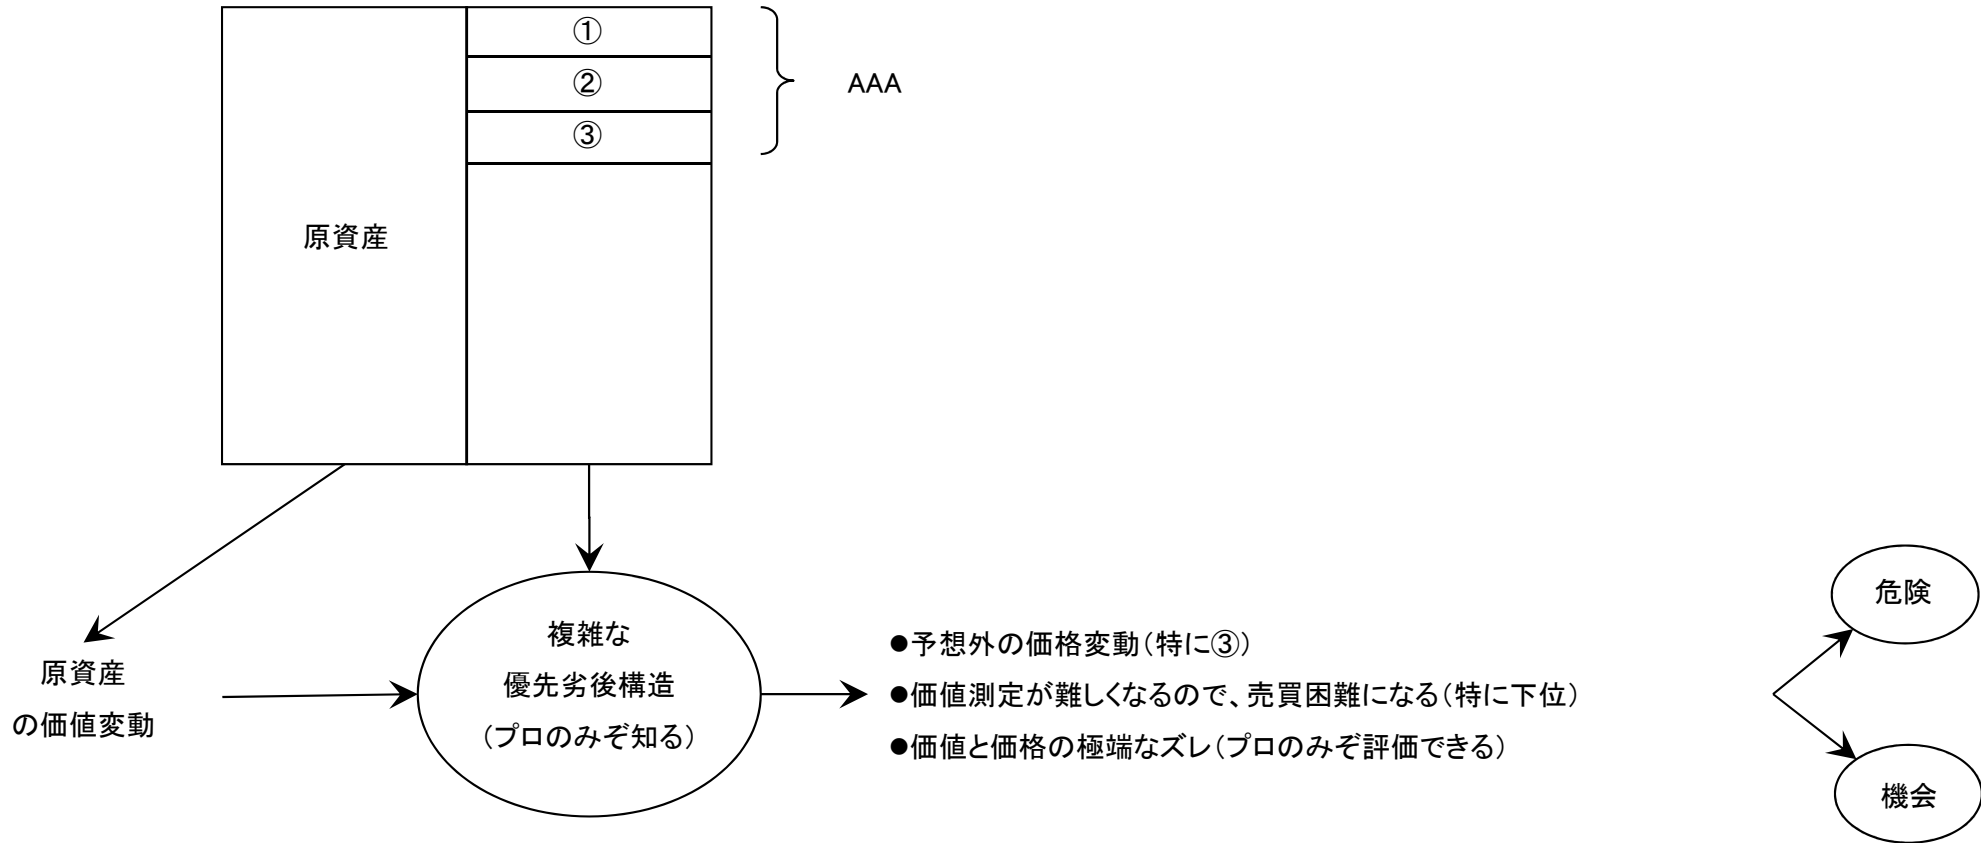 ①
②
③
AAA
原資産
原資産
の価値変動
複雑な
優先劣後構造
（プロのみぞ知る）
●予想外の価格変動（特に③）
●価値測定が難しくなるので、売買困難になる（特に下位）
●価値と価格の極端なズレ（プロのみぞ評価できる）
危険
機会